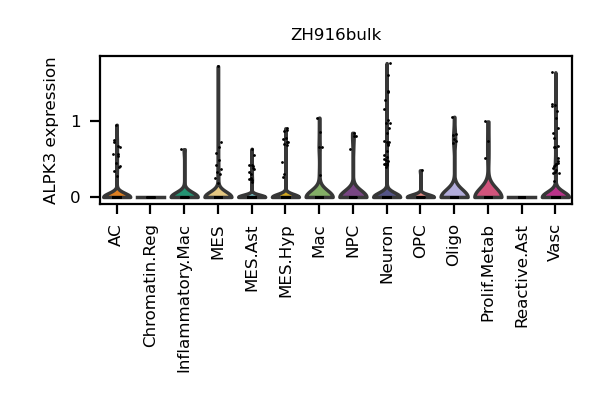 ZH916bulk
ALPK3 expression
1
0
AC
Chromatin.Reg
Inflammatory.Mac
MES
MES.Ast
MES.Hyp
Mac
NPC
Neuron
OPC
Oligo
Prolif.Metab
Reactive.Ast
Vasc